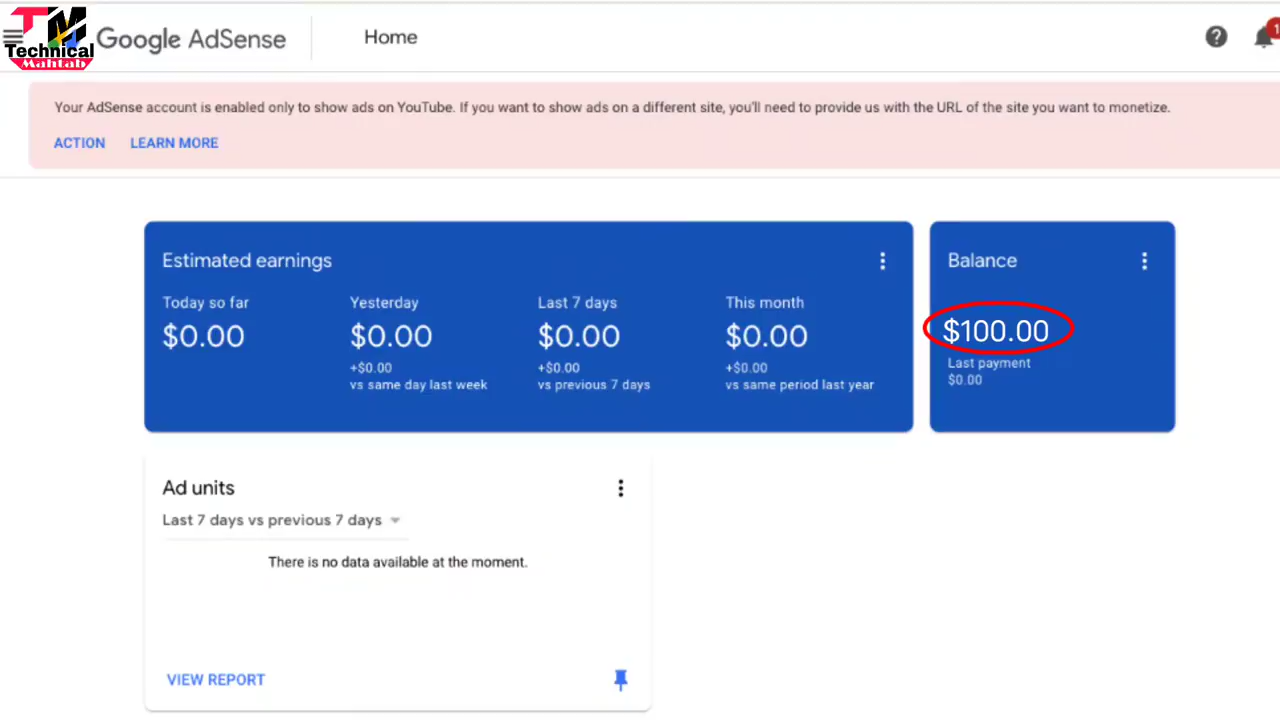 TM
Technical
Mahtab
Google AdSense
Home
1
Your AdSense account is enabled only to show ads on YouTube. If you want to show ads on a different site, you'll need to provide us with the URL of the site you want to monetize.
ACTION LEARN MORE
Estimated earnings
Today so far
$0.00
Yesterday
$0.00
+$0.00
vs same day last week
Last 7 days
$0.00
+$0.00
vs previous 7 days
This month
$0.00
+$0.00
vs same period last year
Balance
$100.00
Last payment
$0.00
Ad units
Last 7 days vs previous 7 days
There is no data available at the moment.
VIEW REPORT